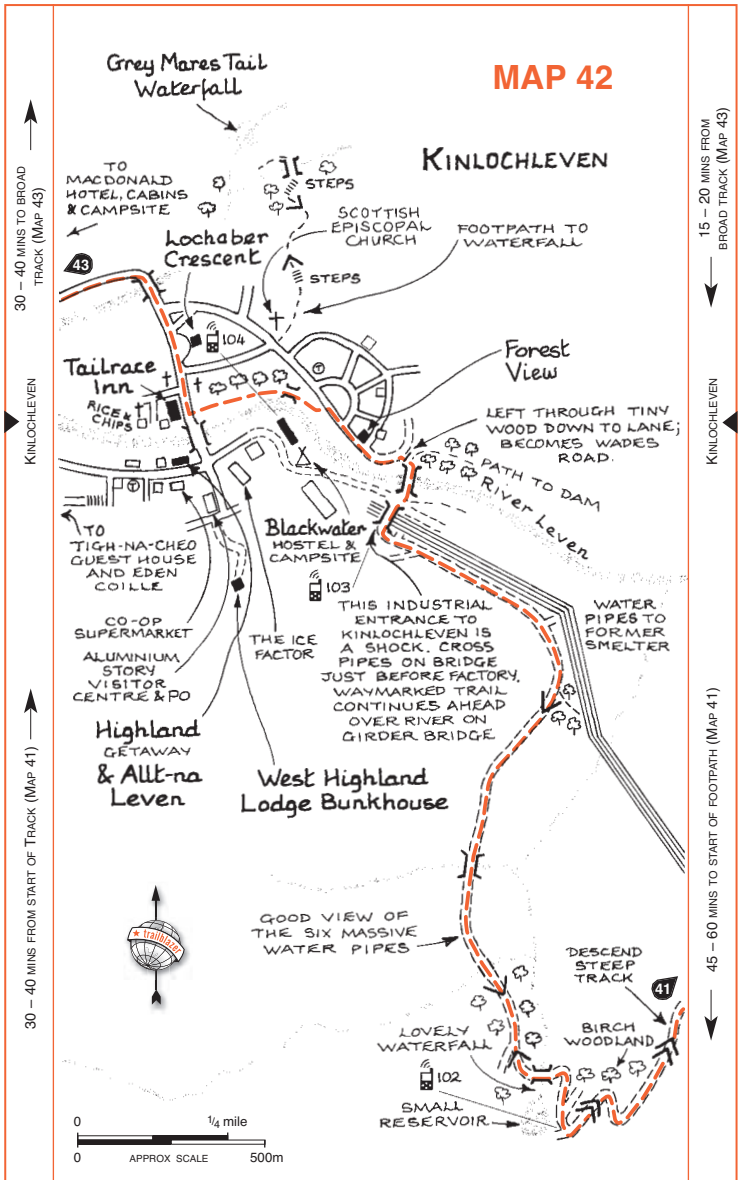 MAP 42
KINLOCHLEVEN
Grey Mares Tail
Waterfall
TO
MACDONALD
HOTEL, CABINS
& CAMPSITE
STEPS
SCOTTISH
EPISCOPAL
CHURCH
FOOTPATH TO
WATERFALL
Lochaber
Crescent
STEPS
43
104
Forest
View
Tailrace
Inn
RICE &
CHIPS
T
T
LEFT THROUGH TINY
WOOD DOWN TO LANE;
BECOMES WADES
ROAD.
PATH TO DAM
River Leven
TO
TIGH-NA-CHEO
GUEST HOUSE
AND EDEN
COILLE
Blackwater
HOSTEL &
CAMPSITE
103
CO-OP
SUPERMARKET
ALUMINIUM
STORY
VISITOR
CENTRE & PO
THE ICE
FACTOR
THIS INDUSTRIAL
ENTRANCE TO
KINLOCHLEVEN IS
A SHOCK. CROSS
PIPES ON BRIDGE
JUST BEFORE FACTORY.
WAYMARKED TRAIL
CONTINUES AHEAD
OVER RIVER ON
GIRDER BRIDGE
WATER
PIPES TO
FORMER
SMELTER
Highland
GETAWAY
& Allt-na
Leven
West Highland
Lodge Bunkhouse
GOOD VIEW OF
THE SIX MASSIVE
WATER PIPES
DESCEND
STEEP
TRACK
41
BIRCH
WOODLAND
LOVELY
WATERFALL
102
SMALL
RESERVOIR
trailblazer
0 1/4 mile
0 APPROX SCALE 500m
30 – 40 MINS TO BROAD
TRACK (MAP 43)
KINLOCHLEVEN
30 – 40 MINS FROM START OF TRACK (MAP 41)
15 – 20 MINS FROM
BROAD TRACK (MAP 43)
KINLOCHLEVEN
45 – 60 MINS TO START OF FOOTPATH (MAP 41)